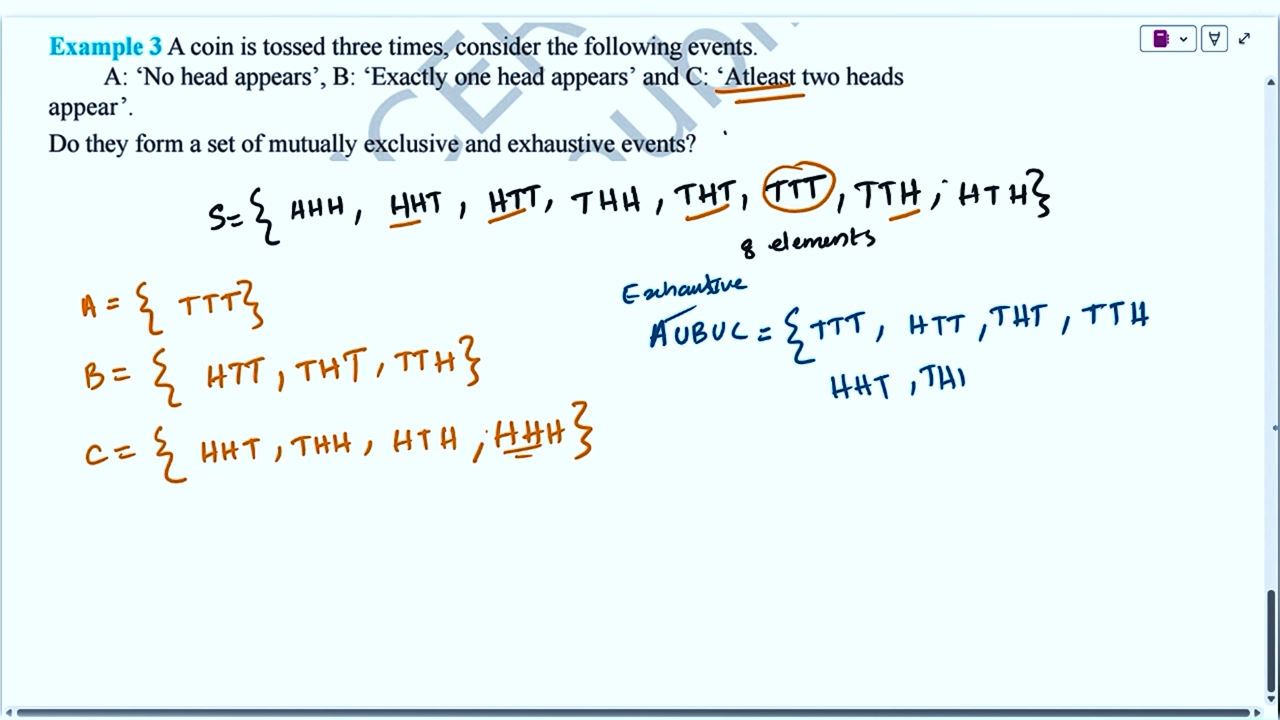 Example 3 A coin is tossed three times, consider the following events.
A: ‘No head appears’, B: ‘Exactly one head appears’ and C: ‘Atleast two heads
appear’.
Do they form a set of mutually exclusive and exhaustive events?
S = { HHH, HHT, HTT, THH, THT, TTT, TTH, HTH }
8 elements
A = { TTT }
B = { HTT, THT, TTH }
C = { HHT, THH, HTH, HHH }
Exhaustive
A∪B∪C = { TTT, HTT, THT, TTH
HHT, THI